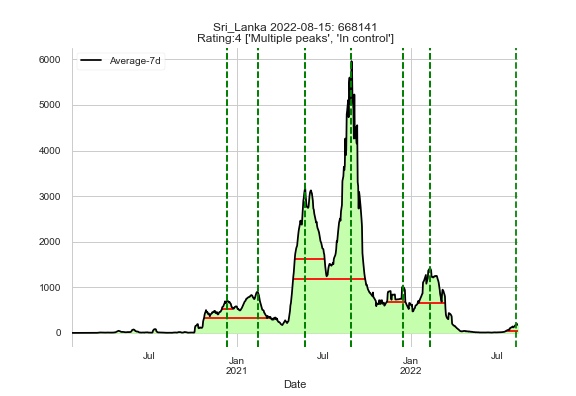 Sri_Lanka 2022-08-15: 668141
Rating:4 ['Multiple peaks', 'In control']
Average-7d
6000
5000
4000
3000
2000
1000
0
Jul
Jan
2021
Jul
Jan
2022
Jul
Date